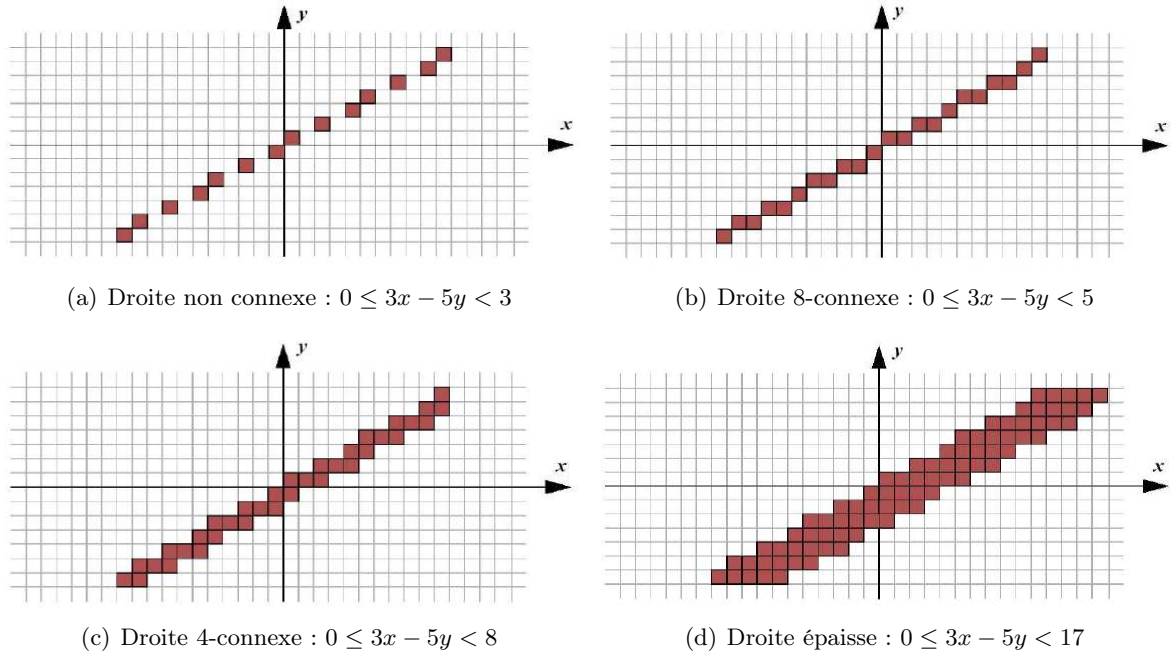 y
x
(a) Droite non connexe : 0 ≤ 3x − 5y < 3
y
x
(b) Droite 8-connexe : 0 ≤ 3x − 5y < 5
y
x
(c) Droite 4-connexe : 0 ≤ 3x − 5y < 8
y
x
(d) Droite épaisse : 0 ≤ 3x − 5y < 17